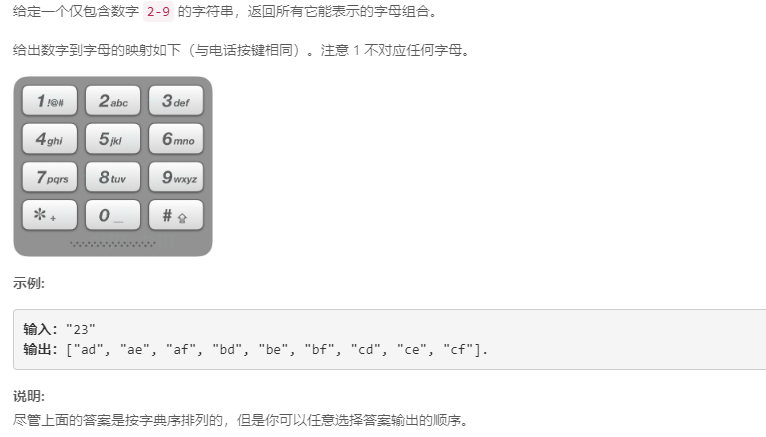 给定一个仅包含数字 2-9 的字符串，返回所有它能表示的字母组合。
给出数字到字母的映射如下（与电话按键相同）。注意 1 不对应任何字母。
1 !@# 2 abc 3 def
4 ghi 5 jkl 6 mno
7 pqrs 8 tuv 9 wxyz
* + 0 _ # ⇧
示例:
输入："23"
输出：["ad", "ae", "af", "bd", "be", "bf", "cd", "ce", "cf"].
说明:
尽管上面的答案是按字典序排列的，但是你可以任意选择答案输出的顺序。